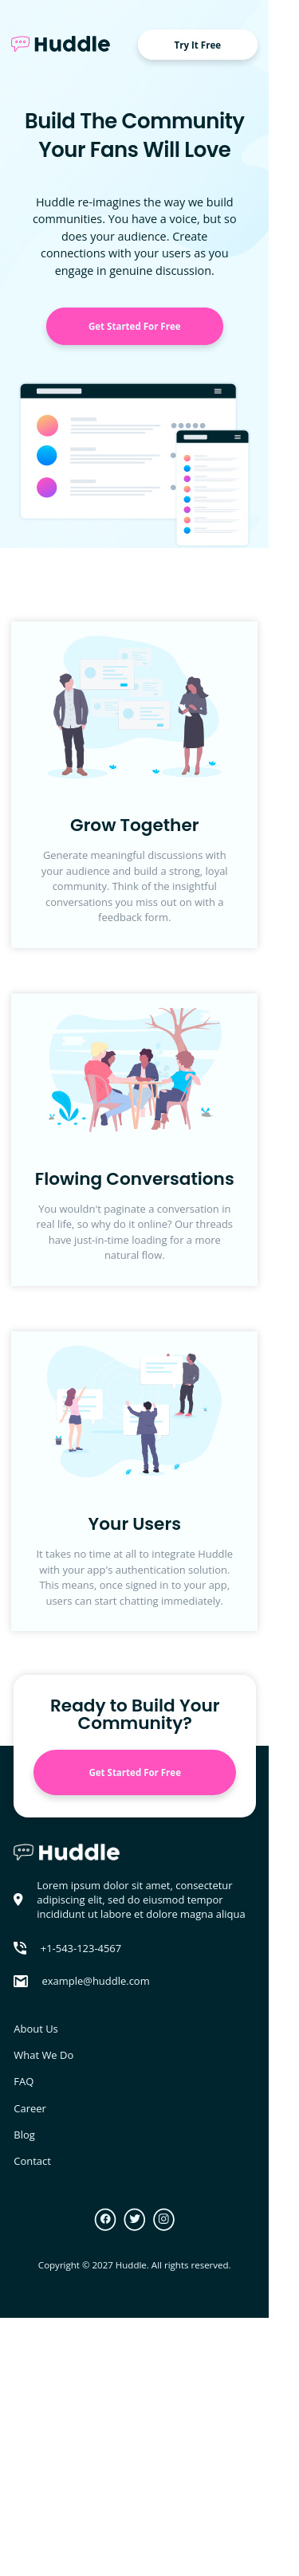 Huddle
Try It Free
Build The Community
Your Fans Will Love
Huddle re-imagines the way we build
communities. You have a voice, but so
does your audience. Create
connections with your users as you
engage in genuine discussion.
Get Started For Free
Grow Together
Generate meaningful discussions with
your audience and build a strong, loyal
community. Think of the insightful
conversations you miss out on with a
feedback form.
Flowing Conversations
You wouldn't paginate a conversation in
real life, so why do it online? Our threads
have just-in-time loading for a more
natural flow.
Your Users
It takes no time at all to integrate Huddle
with your app's authentication solution.
This means, once signed in to your app,
users can start chatting immediately.
Ready to Build Your
Community?
Get Started For Free
Huddle
Lorem ipsum dolor sit amet, consectetur
adipiscing elit, sed do eiusmod tempor
incididunt ut labore et dolore magna aliqua
+1-543-123-4567
example@huddle.com
About Us
What We Do
FAQ
Career
Blog
Contact
Copyright © 2027 Huddle. All rights reserved.